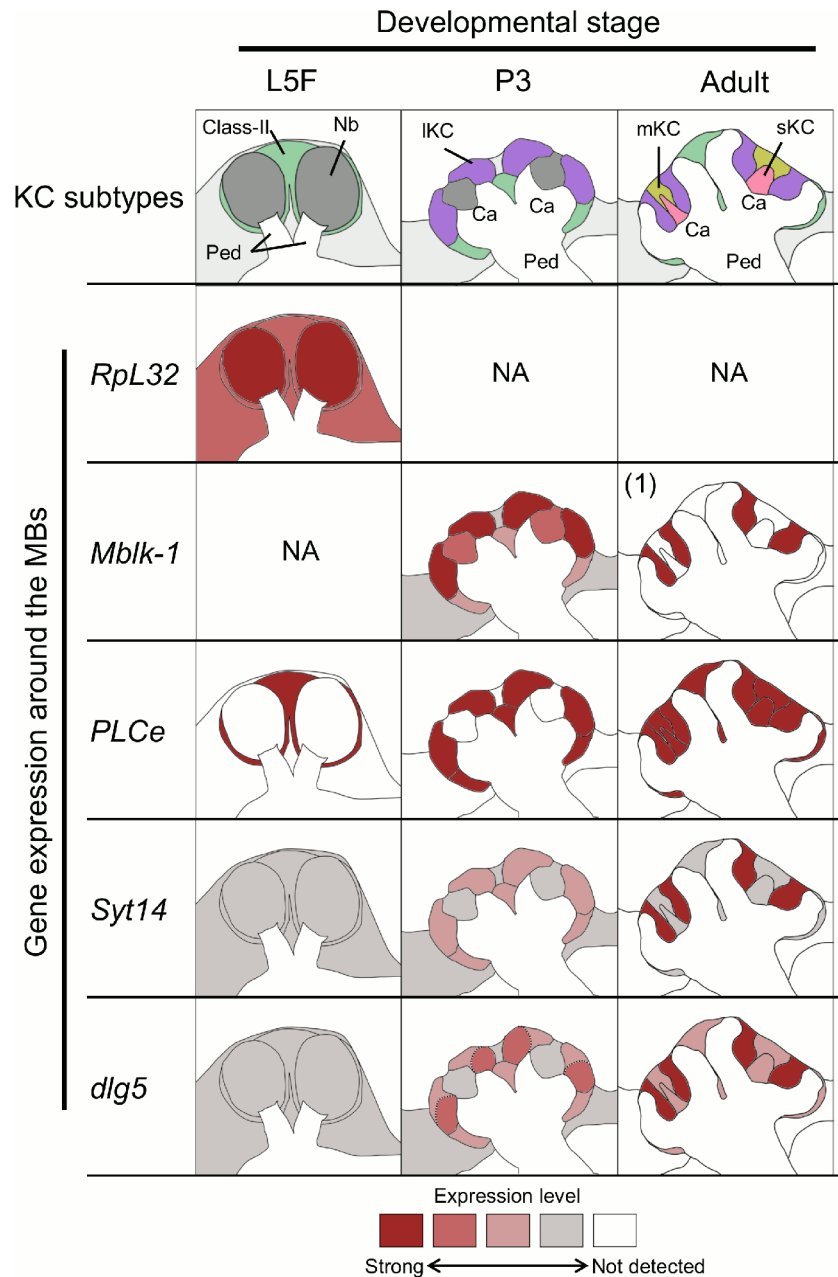 Developmental stage
L5F P3 Adult
KC subtypes
Class-II Nb Ped
lKC Ca Ca Ped
mKC sKC Ca Ca Ped
Gene expression around the MBs
RpL32 NA NA
Mblk-1 NA (1)
PLCe
Syt14
dlg5
Expression level
Strong Not detected